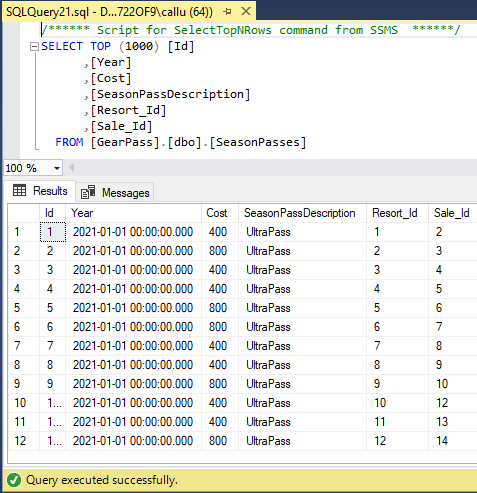 SQLQuery21.sql - D...722OF9\callu (64))
/****** Script for SelectTopNRows command from SSMS ******/
SELECT TOP (1000) [Id]
,[Year]
,[Cost]
,[SeasonPassDescription]
,[Resort_Id]
,[Sale_Id]
FROM [GearPass].[dbo].[SeasonPasses]
100 %
Results Messages
Id Year Cost SeasonPassDescription Resort_Id Sale_Id
1 1 2021-01-01 00:00:00.000 400 UltraPass 1 2
2 2 2021-01-01 00:00:00.000 800 UltraPass 2 3
3 3 2021-01-01 00:00:00.000 400 UltraPass 3 4
4 4 2021-01-01 00:00:00.000 400 UltraPass 4 5
5 5 2021-01-01 00:00:00.000 800 UltraPass 5 6
6 6 2021-01-01 00:00:00.000 800 UltraPass 6 7
7 7 2021-01-01 00:00:00.000 400 UltraPass 7 8
8 8 2021-01-01 00:00:00.000 400 UltraPass 8 9
9 9 2021-01-01 00:00:00.000 800 UltraPass 9 10
10 1... 2021-01-01 00:00:00.000 400 UltraPass 10 12
11 1... 2021-01-01 00:00:00.000 400 UltraPass 11 13
12 1... 2021-01-01 00:00:00.000 800 UltraPass 12 14
Query executed successfully.